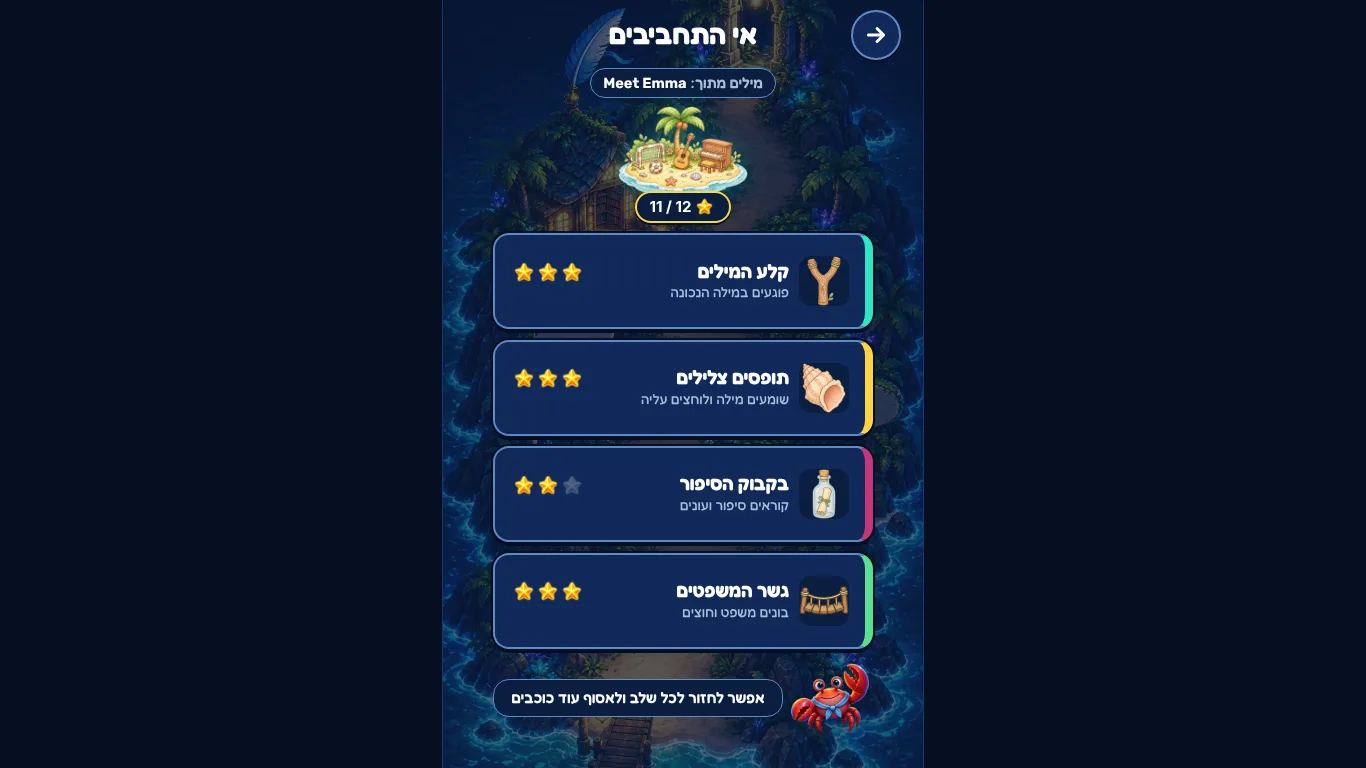 אי התחביבים
מילים מתוך: Meet Emma
11 / 12
קלע המילים
פוגעים במילה הנכונה
תופסים צלילים
שומעים מילה ולוחצים עליה
בקבוק הסיפור
קוראים סיפור ועונים
גשר המשפטים
בונים משפט וחוצים
אפשר לחזור לכל שלב ולאסוף עוד כוכבים